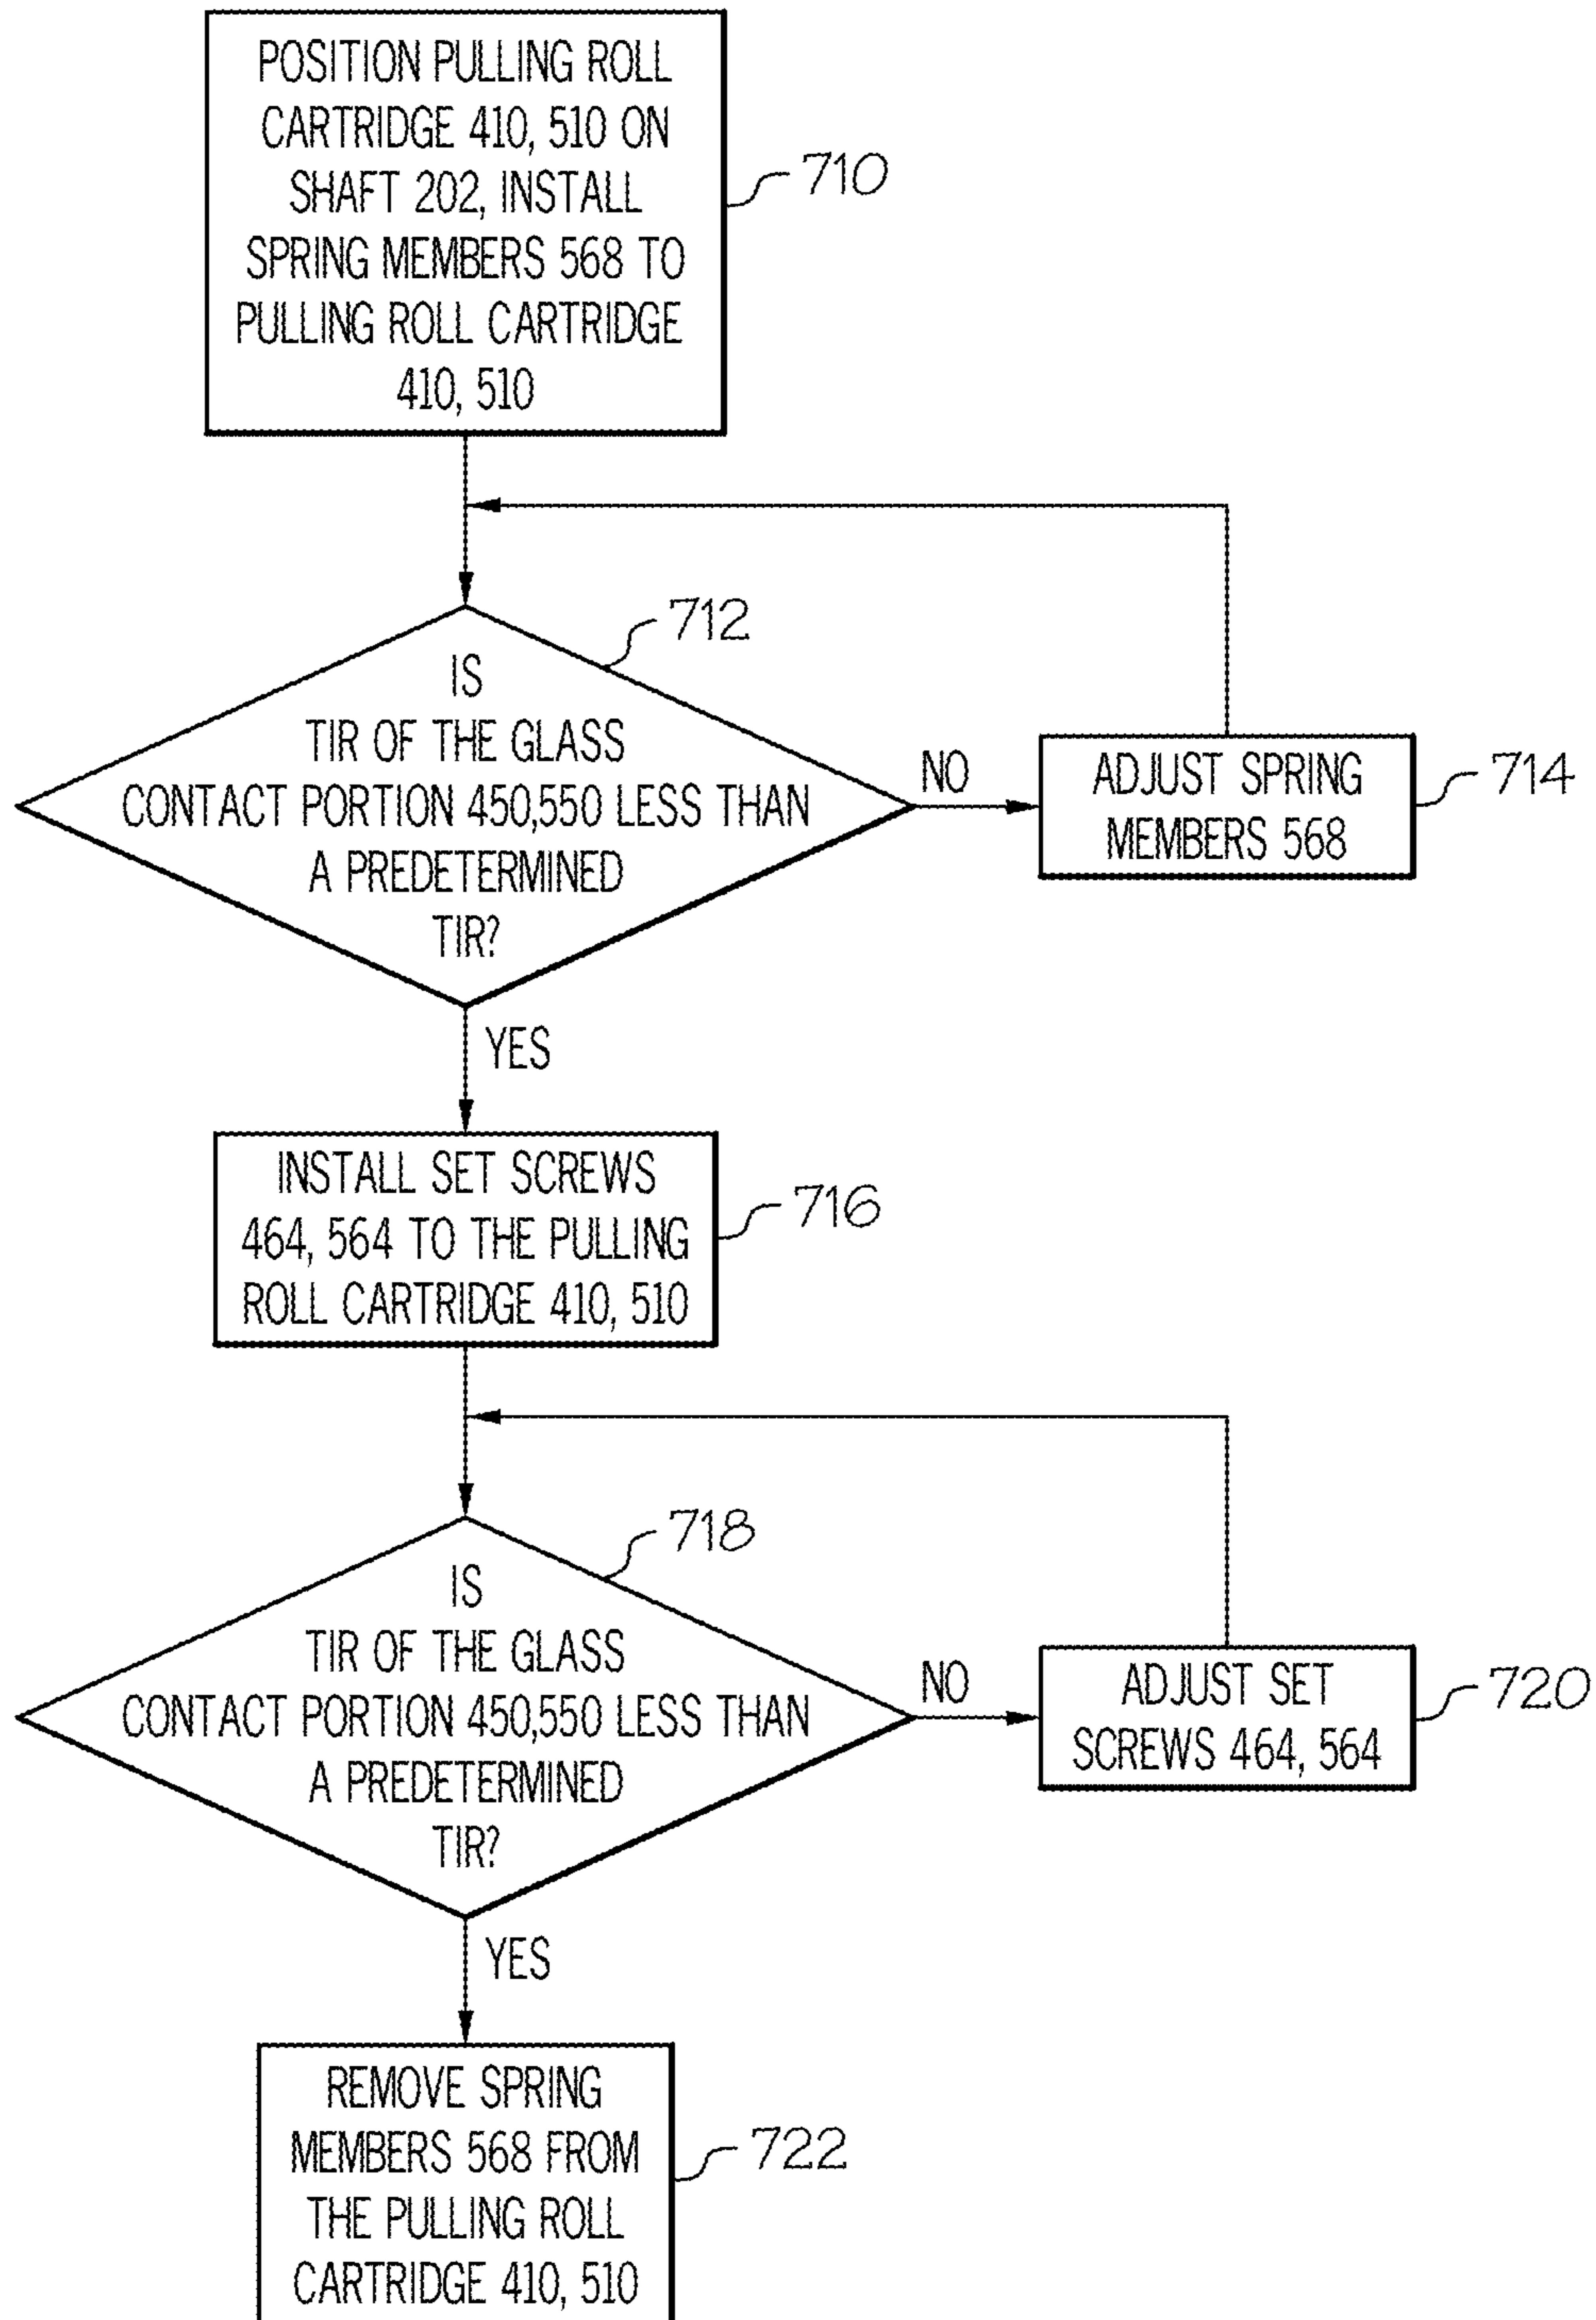 POSITION PULLING ROLL
CARTRIDGE 410, 510 ON
SHAFT 202, INSTALL
SPRING MEMBERS 568 TO
PULLING ROLL CARTRIDGE
410, 510
710
712
IS
TIR OF THE GLASS
CONTACT PORTION 450,550 LESS THAN
A PREDETERMINED
TIR?
NO
ADJUST SPRING
MEMBERS 568
714
YES
INSTALL SET SCREWS
464, 564 TO THE PULLING
ROLL CARTRIDGE 410, 510
716
718
IS
TIR OF THE GLASS
CONTACT PORTION 450,550 LESS THAN
A PREDETERMINED
TIR?
NO
ADJUST SET
SCREWS 464, 564
720
YES
REMOVE SPRING
MEMBERS 568 FROM
THE PULLING ROLL
CARTRIDGE 410, 510
722